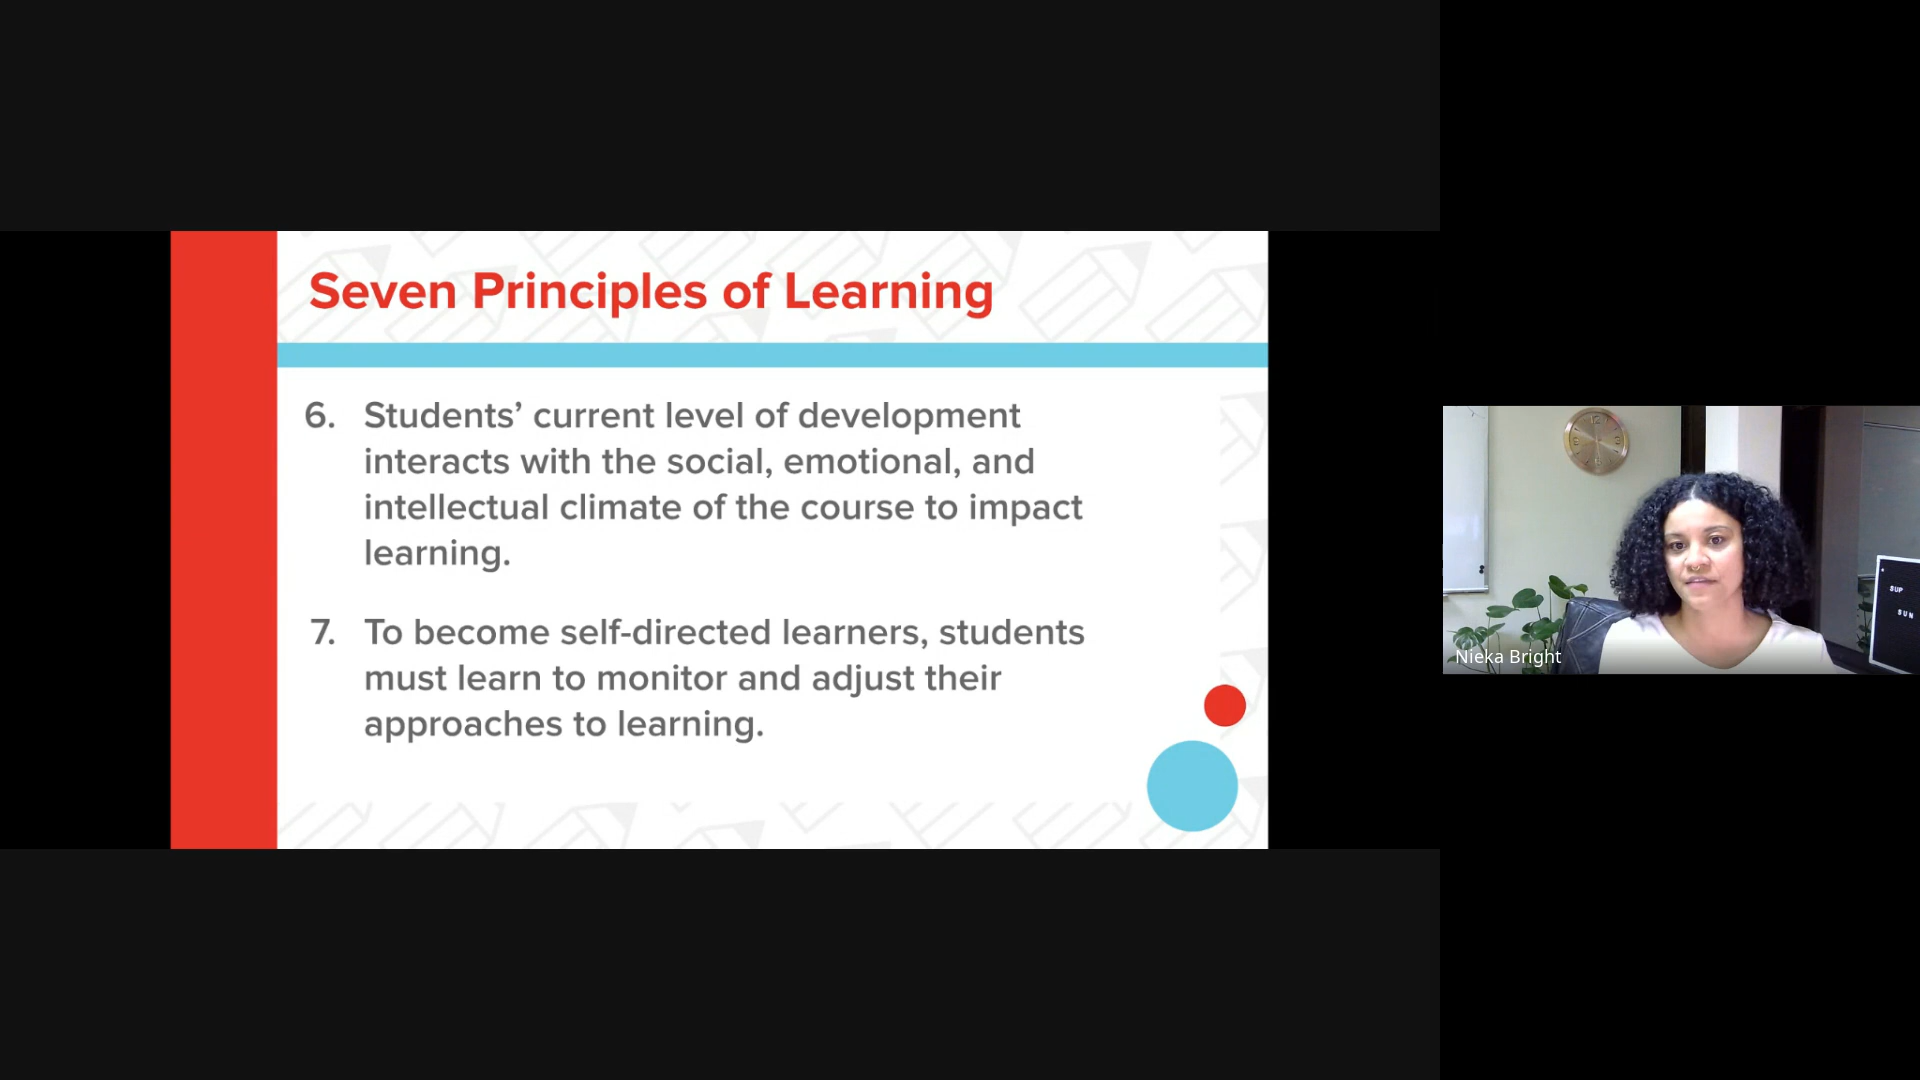 Seven Principles of Learning
6. Students’ current level of development
interacts with the social, emotional, and
intellectual climate of the course to impact
learning.
7. To become self-directed learners, students
must learn to monitor and adjust their
approaches to learning.
Nieka Bright
SUP
SUN